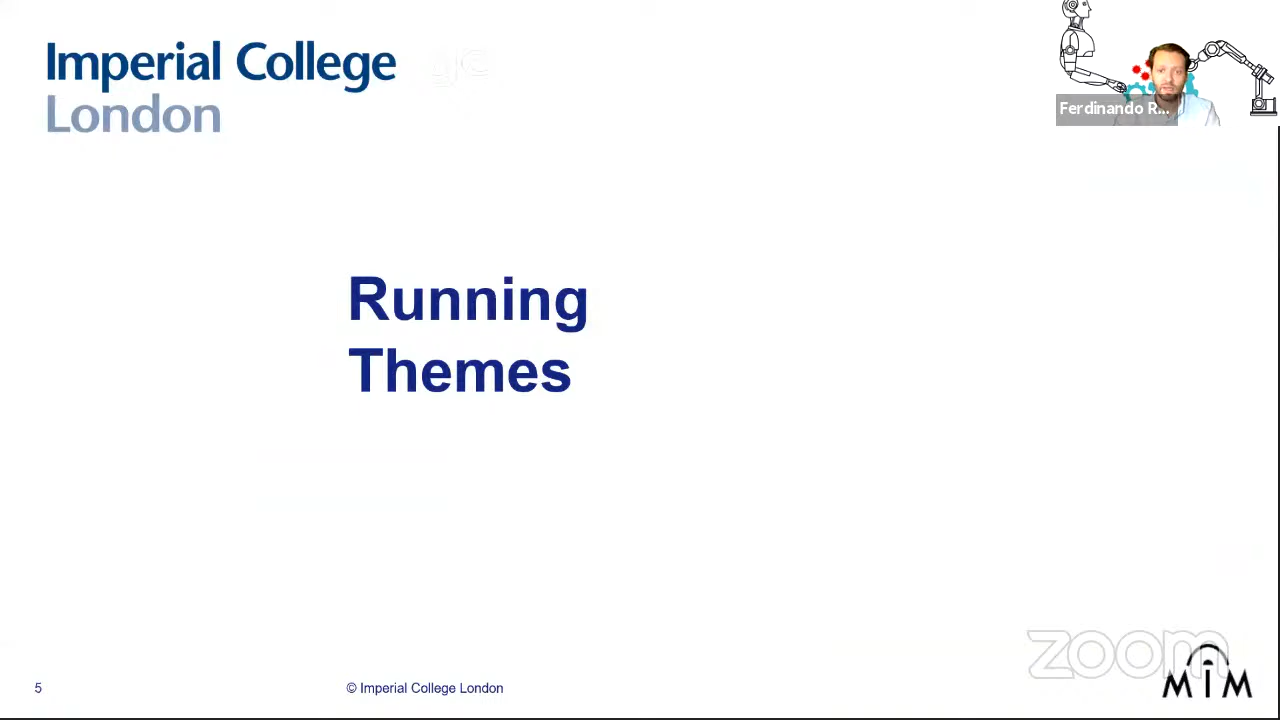 Imperial College
London
Ferdinando R...
Running
Themes
zoom
MiM
5
© Imperial College London